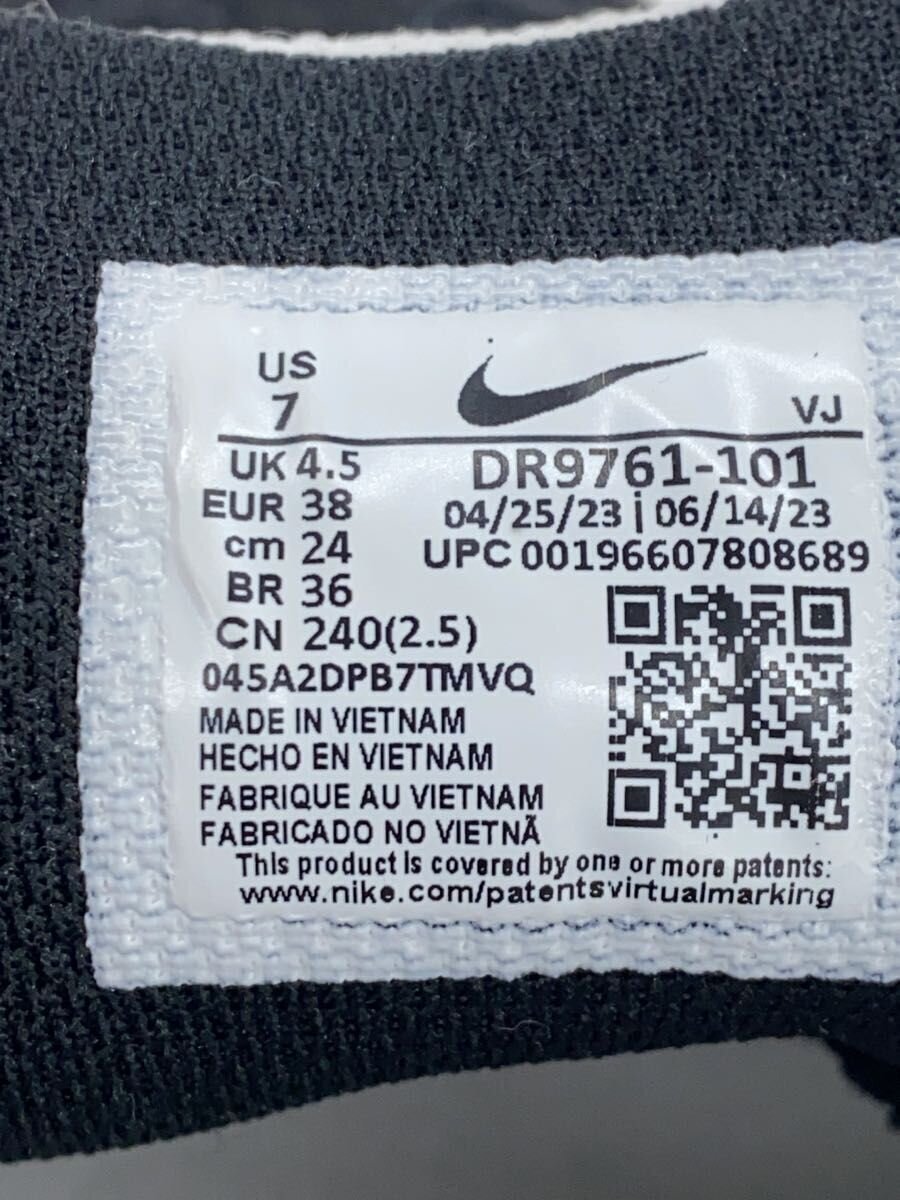 US
7
VJ
UK 4.5
EUR 38
cm 24
BR 36
CN 240(2.5)
DR9761-101
04/25/23 | 06/14/23
UPC 00196607808689
045A2DPB7TMVQ
MADE IN VIETNAM
HECHO EN VIETNAM
FABRIQUE AU VIETNAM
FABRICADO NO VIETNÃ
This product is covered by one or more patents:
www.nike.com/patentsvirtualmarking